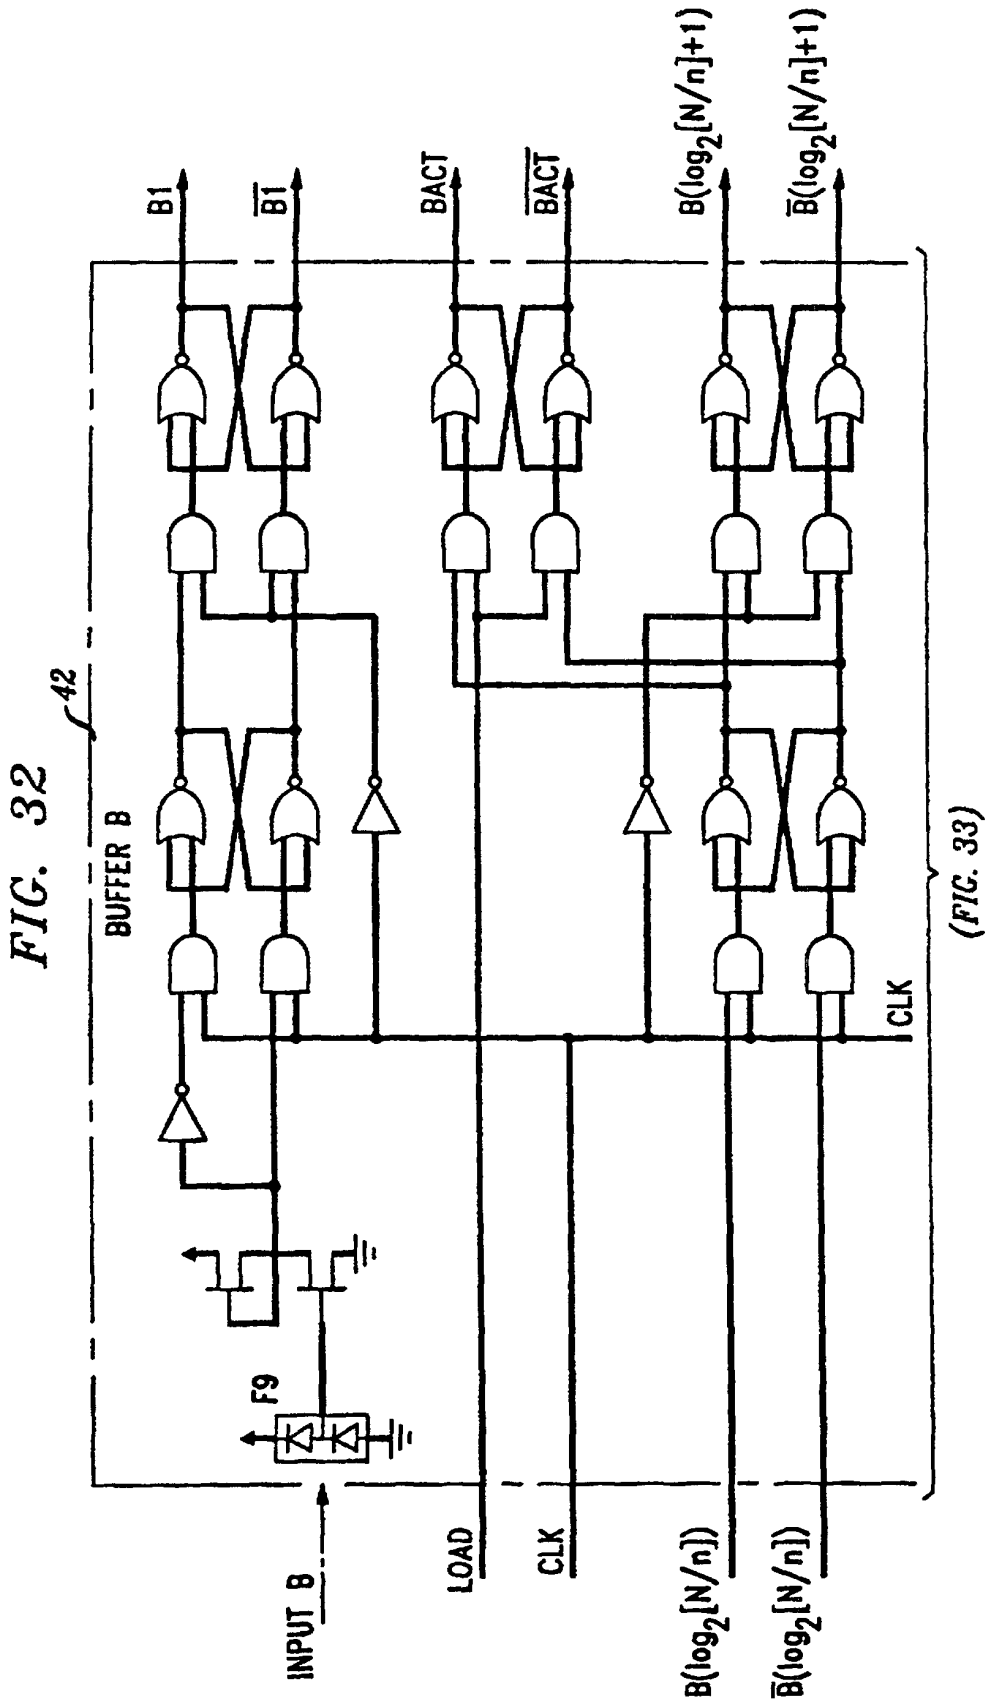 FIG. 32
42
BUFFER B
INPUT B
F9
LOAD
CLK
B(log₂[N/n])
B̅(log₂[N/n])
CLK
B1
B̅1̅
BACT
B̅A̅C̅T̅
B(log₂[N/n]+1)
B̅(log₂[N/n]+1)
(FIG. 33)